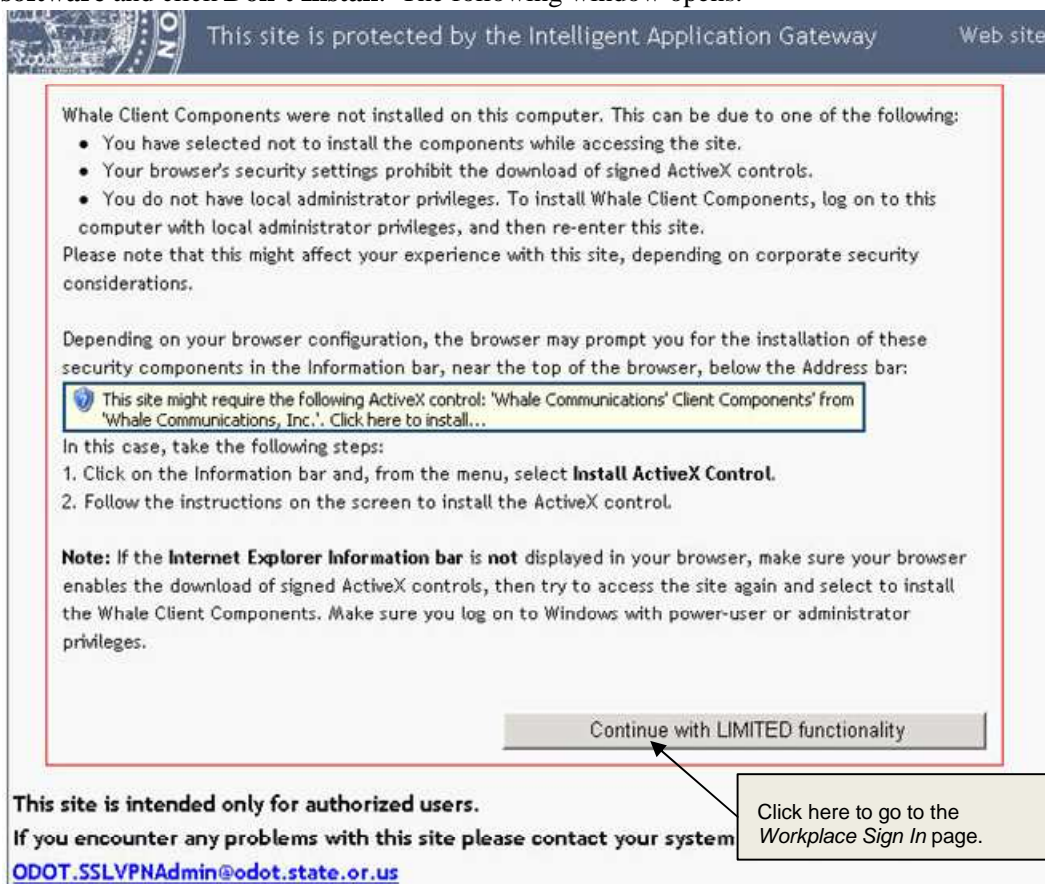 software and click Don't Install. The following window opens.
This site is protected by the Intelligent Application Gateway
Web site
Whale Client Components were not installed on this computer. This can be due to one of the following:
• You have selected not to install the components while accessing the site.
• Your browser's security settings prohibit the download of signed ActiveX controls.
• You do not have local administrator privileges. To install Whale Client Components, log on to this
computer with local administrator privileges, and then re-enter this site.
Please note that this might affect your experience with this site, depending on corporate security
considerations.
Depending on your browser configuration, the browser may prompt you for the installation of these
security components in the Information bar, near the top of the browser, below the Address bar:
This site might require the following ActiveX control: 'Whale Communications' Client Components' from
'Whale Communications, Inc.'. Click here to install...
In this case, take the following steps:
1. Click on the Information bar and, from the menu, select Install ActiveX Control.
2. Follow the instructions on the screen to install the ActiveX control.
Note: If the Internet Explorer Information bar is not displayed in your browser, make sure your browser
enables the download of signed ActiveX controls, then try to access the site again and select to install
the Whale Client Components. Make sure you log on to Windows with power-user or administrator
privileges.
Continue with LIMITED functionality
Click here to go to the
Workplace Sign In page.
This site is intended only for authorized users.
If you encounter any problems with this site please contact your system
ODOT.SSLVPNAdmin@odot.state.or.us